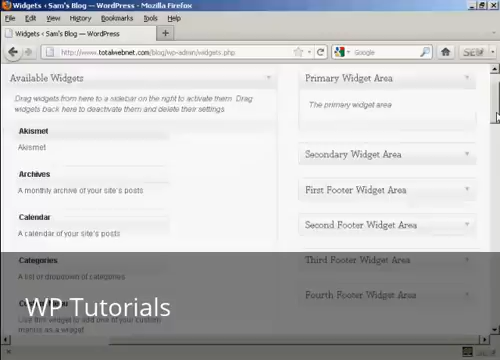 Widgets ‹ Sam's Blog — WordPress - Mozilla Firefox
File Edit View History Bookmarks Tools Help
Widgets ‹ Sam's Blog — WordPress
http://www.totalwebnet.com/blog/wp-admin/widgets.php
Google
SEO
Available Widgets
Drag widgets from here to a sidebar on the right to activate them. Drag
widgets back here to deactivate them and delete their settings.
Akismet
Akismet
Archives
A monthly archive of your site's posts
Calendar
A calendar of your site's posts
Categories
A list or dropdown of categories
Use this widget to add one of your custom
menus as a widget
Primary Widget Area
The primary widget area
Secondary Widget Area
First Footer Widget Area
Second Footer Widget Area
Third Footer Widget Area
Fourth Footer Widget Area
WP Tutorials